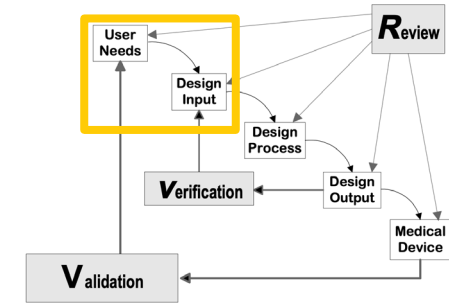 Review
User
Needs
Design
Input
Design
Process
Verification
Design
Output
Medical
Device
Validation